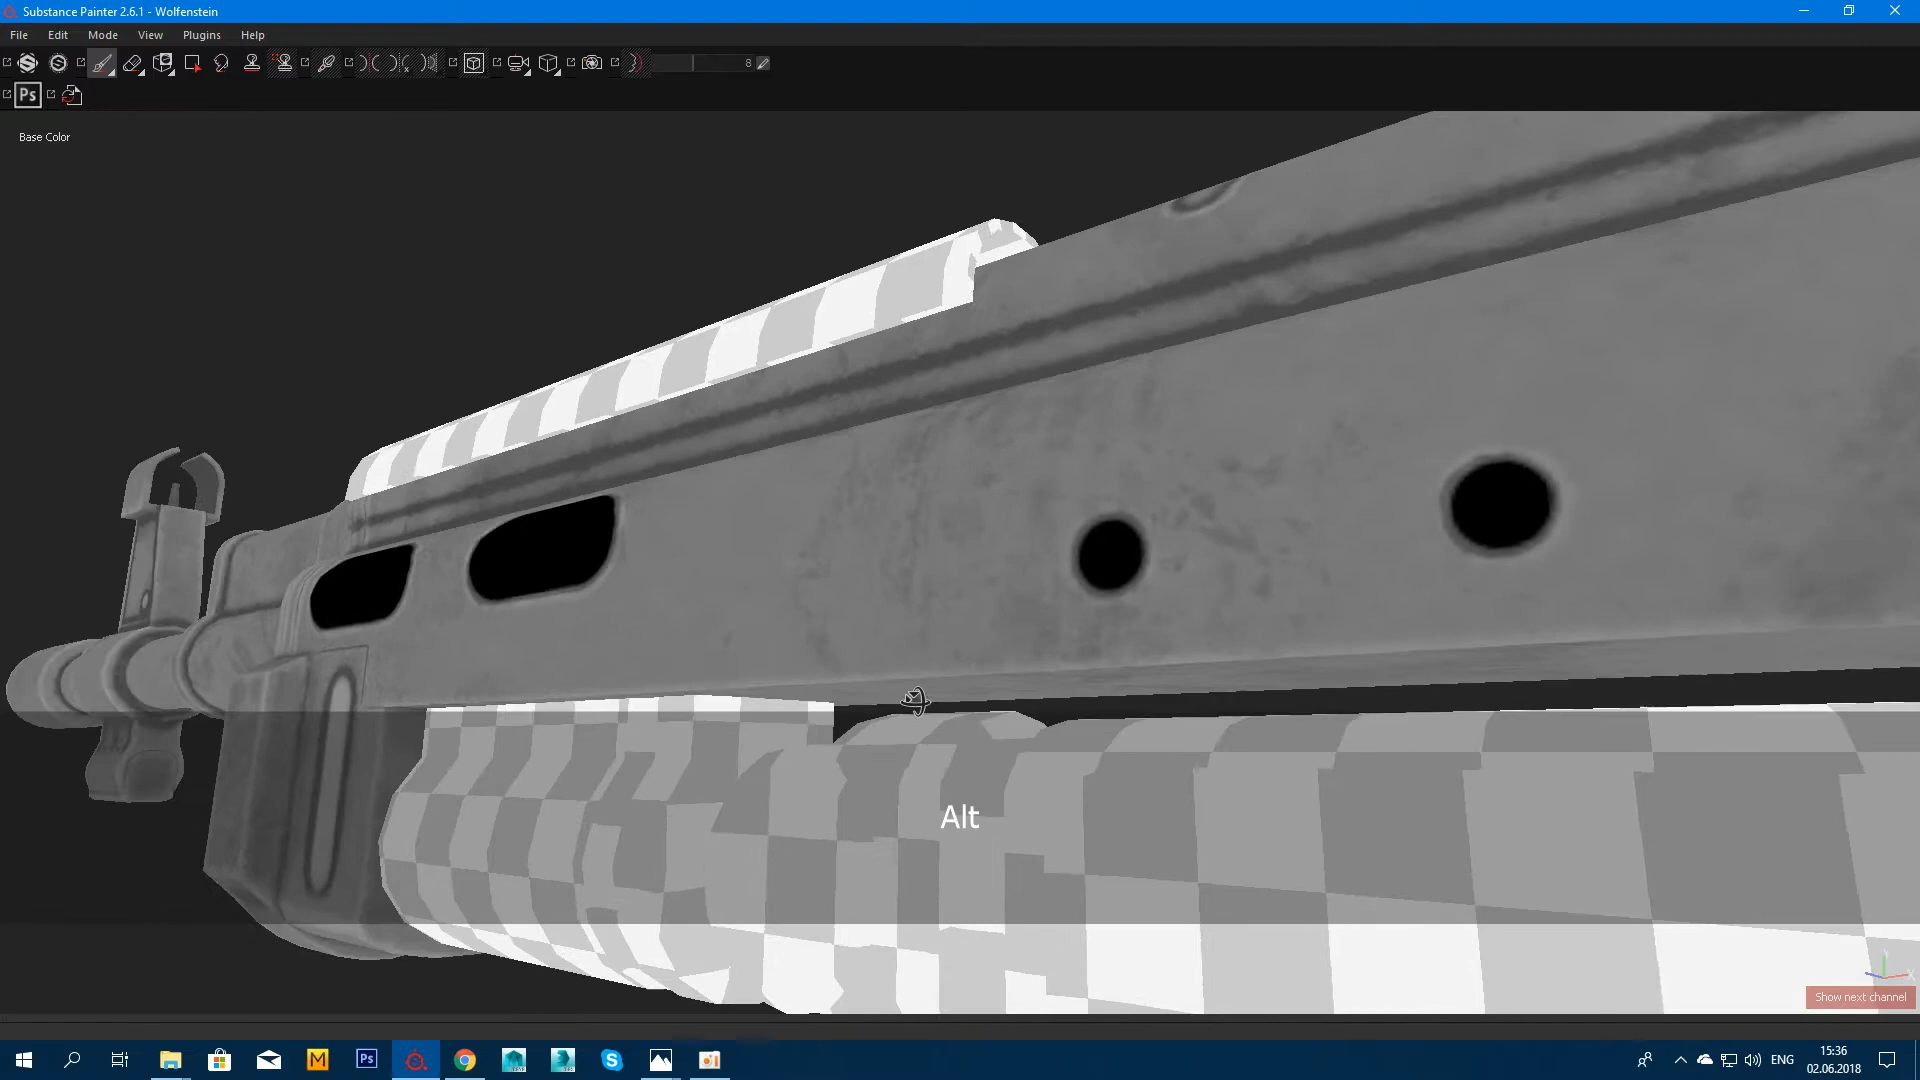 Substance Painter 2.6.1 - Wolfenstein
File Edit Mode View Plugins Help
8
Ps
Base Color
Alt
Show next channel
M Ps
ENG
15:36
02.06.2018